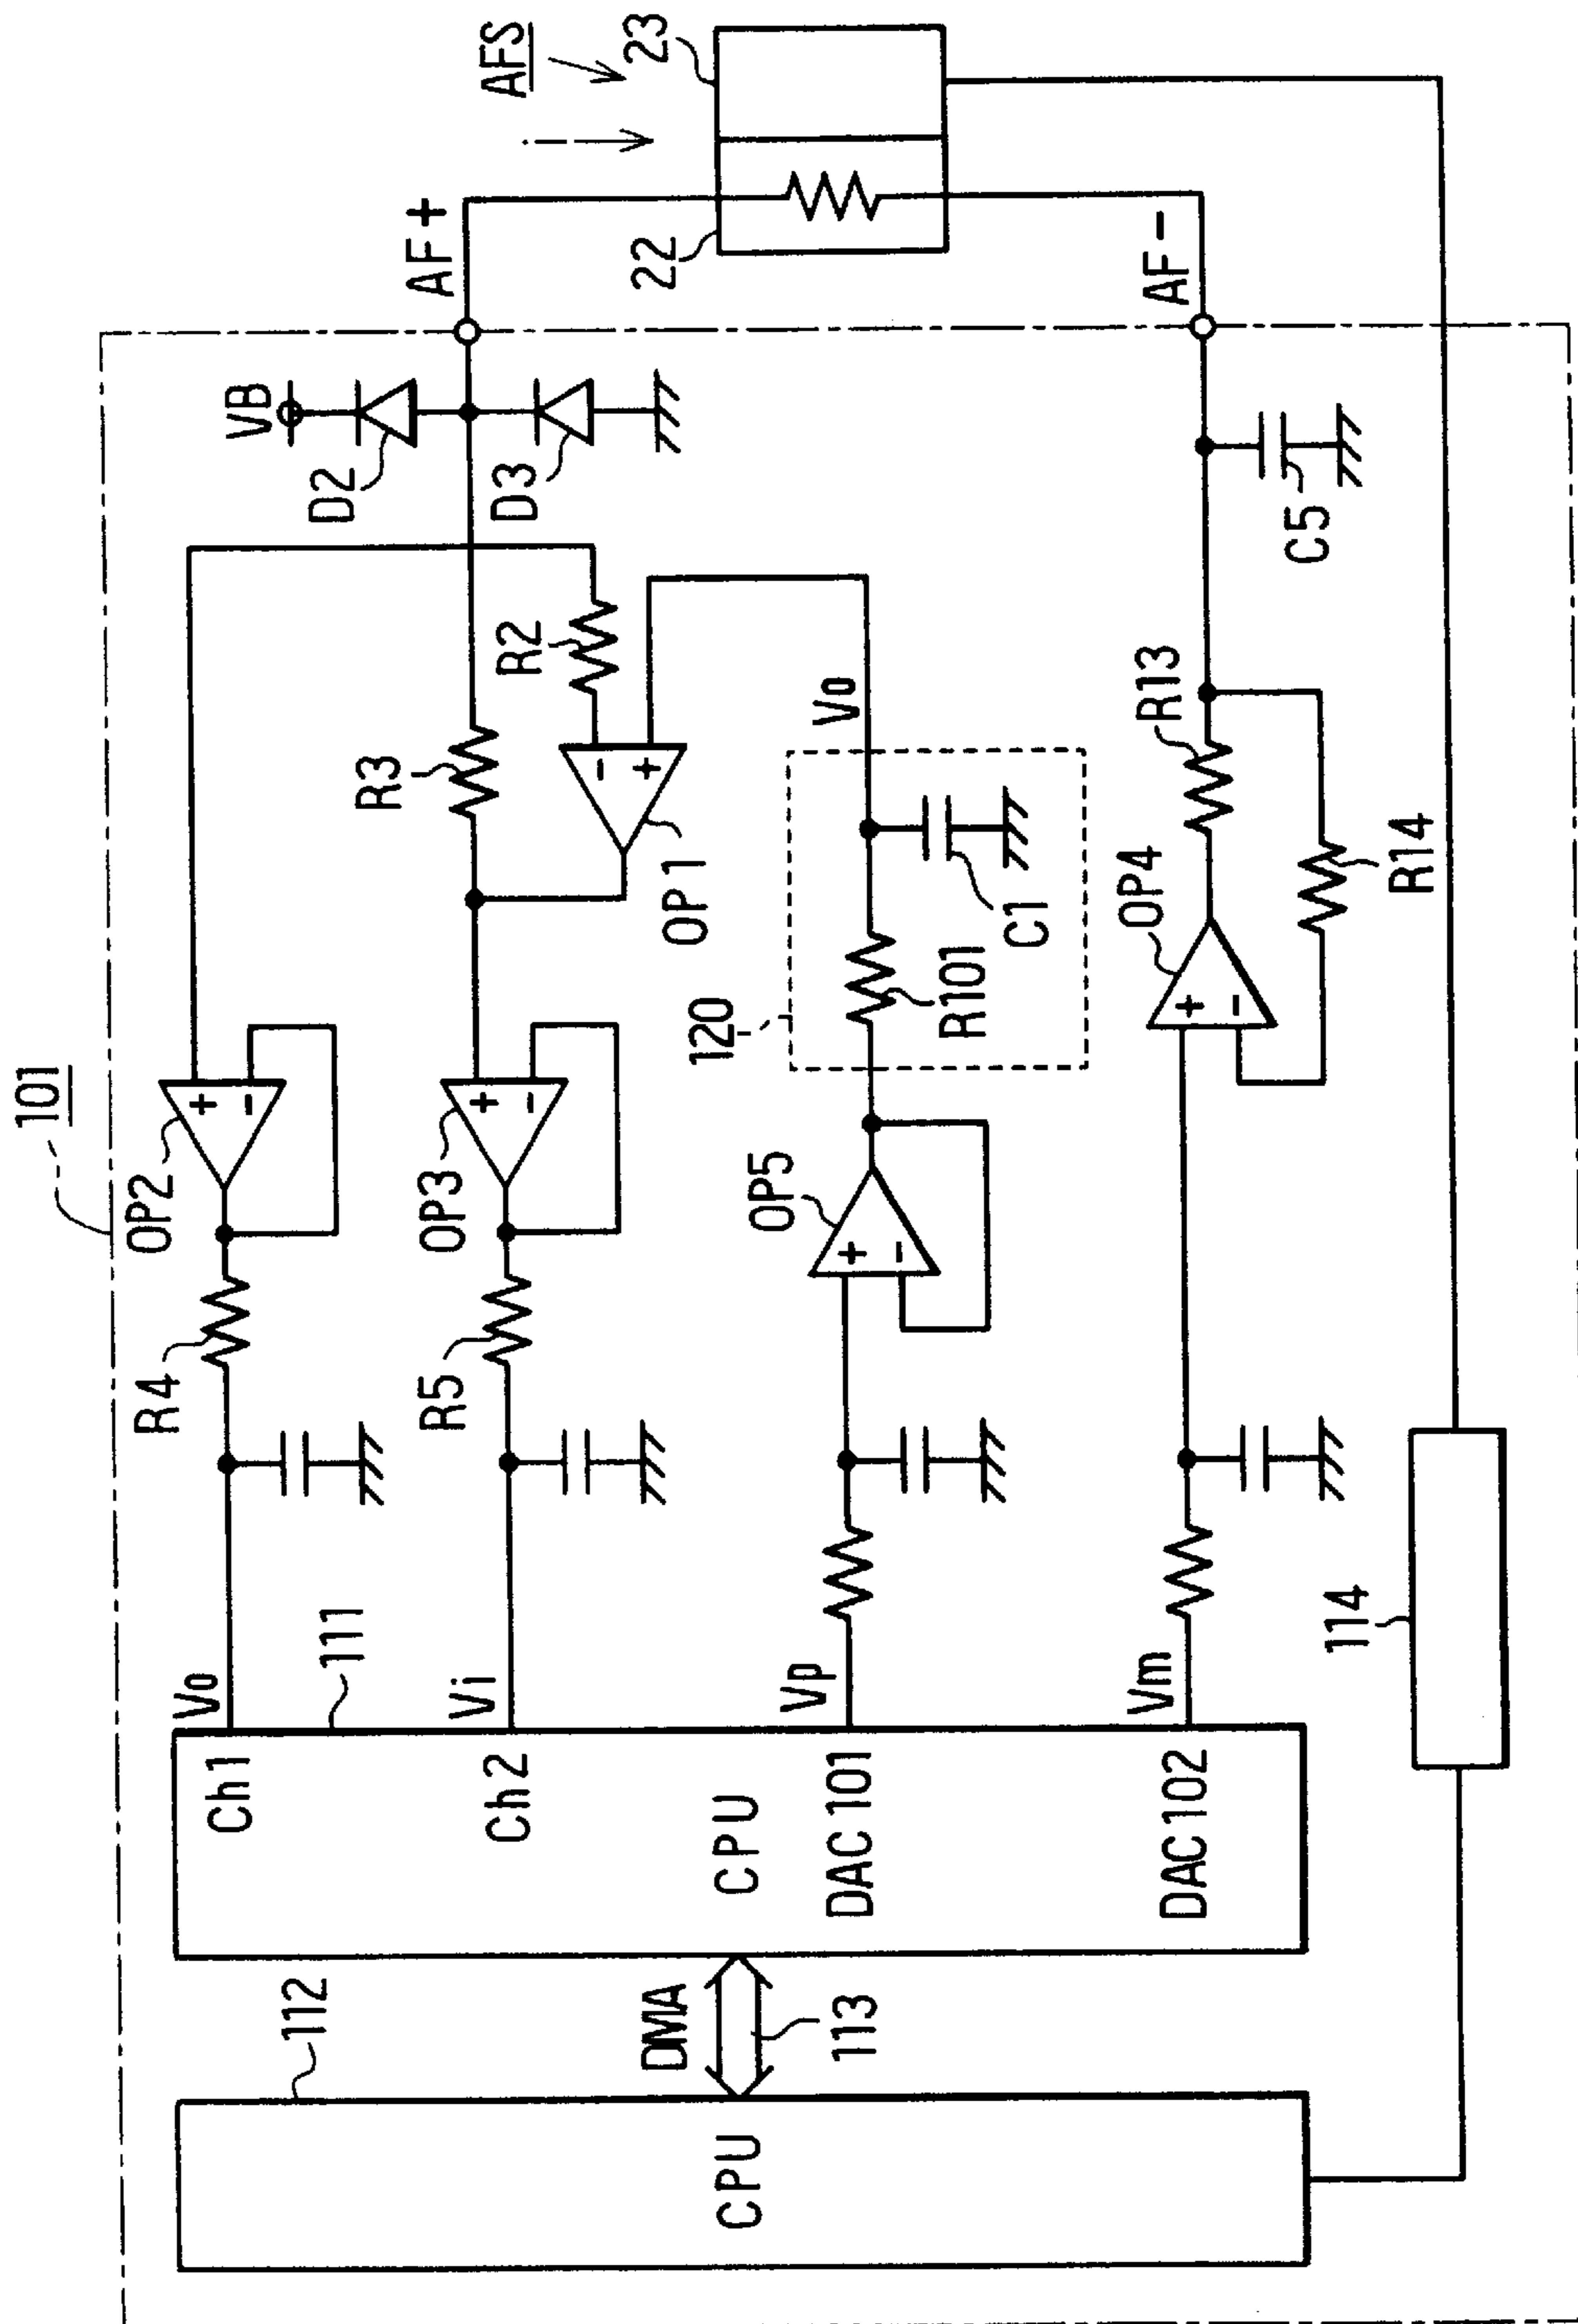 101
112
CPU
DMA
113
111
Ch1
Ch2
CPU
DAC101
DAC102
Vo
Vi
Vp
Vm
R4
R5
OP2
OP3
OP5
OP4
120
R101
C1
Vo
R3
R2
OP1
R13
R14
114
VB
D2
D3
C5
AF+
AF-
22
23
AFS
+
-
+
-
+
-
+
-
-
+